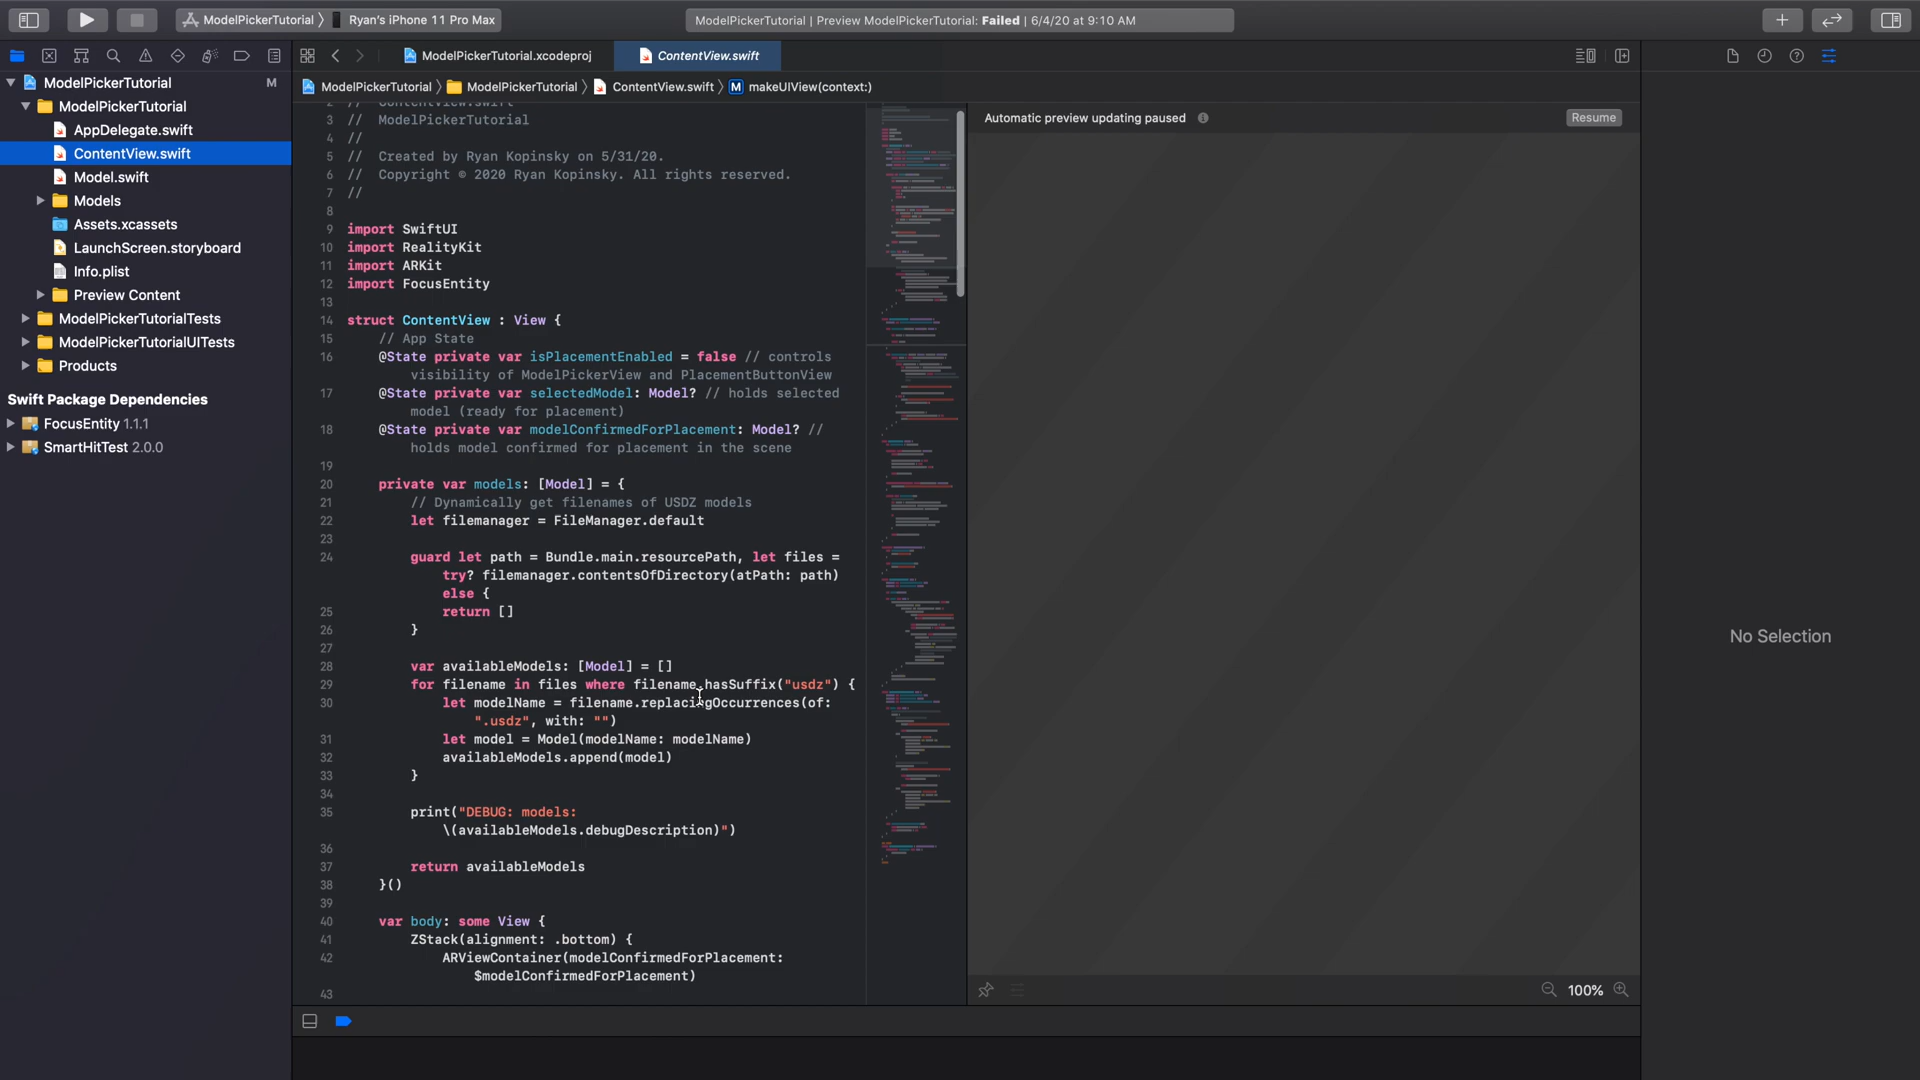 ModelPickerTutorial 〉 Ryan's iPhone 11 Pro Max
ModelPickerTutorial | Preview ModelPickerTutorial: Failed | 6/4/20 at 9:10 AM
ModelPickerTutorial.xcodeproj
ContentView.swift
ModelPickerTutorial 〉 ModelPickerTutorial 〉 ContentView.swift 〉 M makeUIView(context:)
ModelPickerTutorial M
ModelPickerTutorial
AppDelegate.swift
ContentView.swift
Model.swift
Models
Assets.xcassets
LaunchScreen.storyboard
Info.plist
Preview Content
ModelPickerTutorialTests
ModelPickerTutorialUITests
Products
Swift Package Dependencies
FocusEntity 1.1.1
SmartHitTest 2.0.0
2 // ContentView.swift
3 // ModelPickerTutorial
4 //
5 // Created by Ryan Kopinsky on 5/31/20.
6 // Copyright © 2020 Ryan Kopinsky. All rights reserved.
7 //
8
9 import SwiftUI
10 import RealityKit
11 import ARKit
12 import FocusEntity
13
14 struct ContentView : View {
15 // App State
16 @State private var isPlacementEnabled = false // controls
visibility of ModelPickerView and PlacementButtonView
17 @State private var selectedModel: Model? // holds selected
model (ready for placement)
18 @State private var modelConfirmedForPlacement: Model? //
holds model confirmed for placement in the scene
19
20 private var models: [Model] = {
21 // Dynamically get filenames of USDZ models
22 let filemanager = FileManager.default
23
24 guard let path = Bundle.main.resourcePath, let files =
try? filemanager.contentsOfDirectory(atPath: path)
else {
25 return []
26 }
27
28 var availableModels: [Model] = []
29 for filename in files where filename.hasSuffix("usdz") {
30 let modelName = filename.replacingOccurrences(of:
".usdz", with: "")
31 let model = Model(modelName: modelName)
32 availableModels.append(model)
33 }
34
35 print("DEBUG: models:
\(availableModels.debugDescription)")
36
37 return availableModels
38 }()
39
40 var body: some View {
41 ZStack(alignment: .bottom) {
42 ARViewContainer(modelConfirmedForPlacement:
$modelConfirmedForPlacement)
43
Automatic preview updating paused
Resume
No Selection
100%